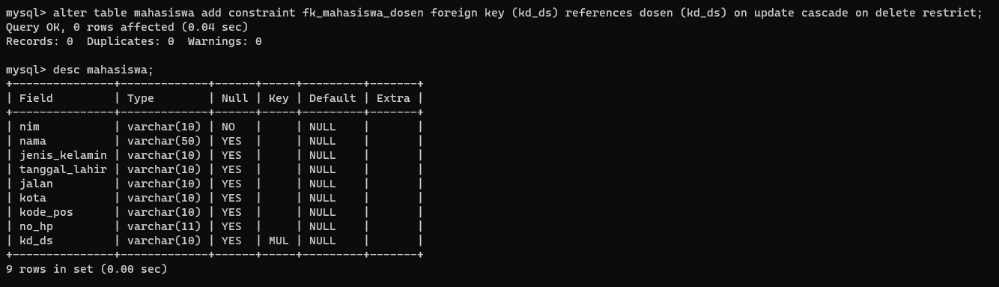 mysql> alter table mahasiswa add constraint fk_mahasiswa_dosen foreign key (kd_ds) references dosen (kd_ds) on update cascade on delete restrict;
Query OK, 0 rows affected (0.04 sec)
Records: 0  Duplicates: 0  Warnings: 0

mysql> desc mahasiswa;
+---------------+-------------+------+-----+---------+-------+
| Field         | Type        | Null | Key | Default | Extra |
+---------------+-------------+------+-----+---------+-------+
| nim           | varchar(10) | NO   |     | NULL    |       |
| nama          | varchar(50) | YES  |     | NULL    |       |
| jenis_kelamin | varchar(10) | YES  |     | NULL    |       |
| tanggal_lahir | varchar(10) | YES  |     | NULL    |       |
| jalan         | varchar(10) | YES  |     | NULL    |       |
| kota          | varchar(10) | YES  |     | NULL    |       |
| kode_pos      | varchar(10) | YES  |     | NULL    |       |
| no_hp         | varchar(11) | YES  |     | NULL    |       |
| kd_ds         | varchar(10) | YES  | MUL | NULL    |       |
+---------------+-------------+------+-----+---------+-------+
9 rows in set (0.00 sec)